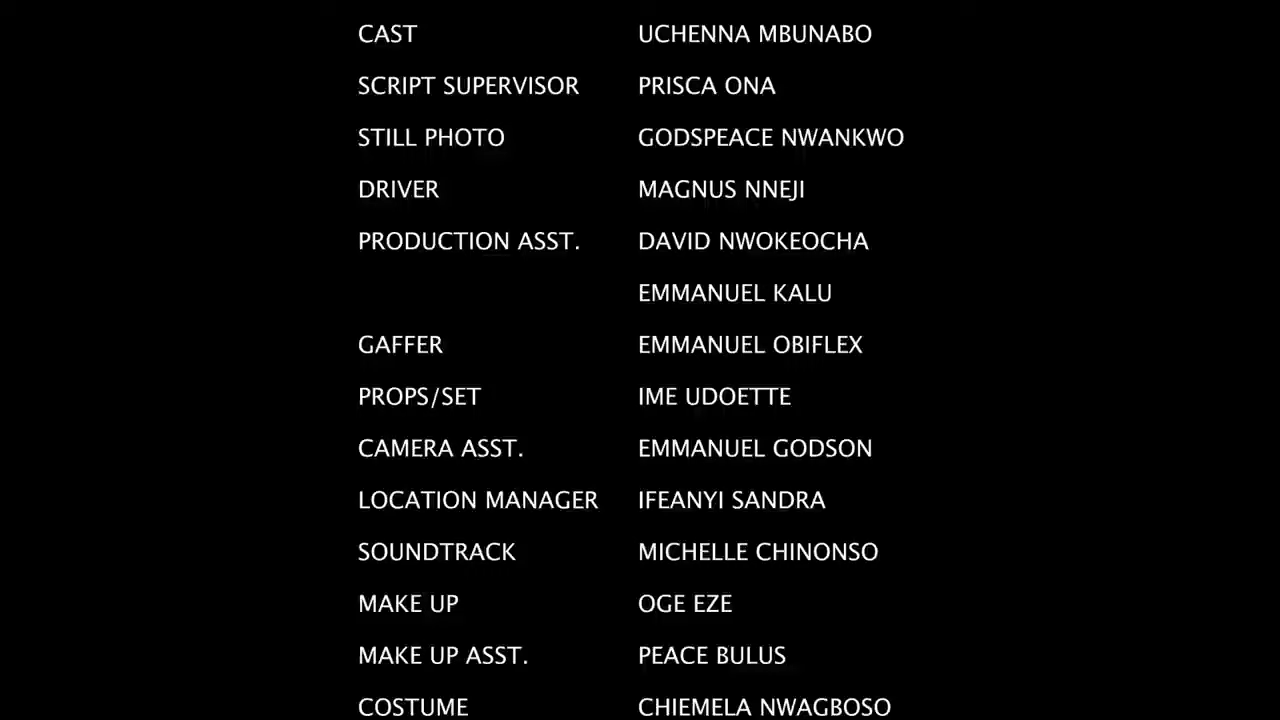 CAST UCHENNA MBUNABO
SCRIPT SUPERVISOR PRISCA ONA
STILL PHOTO GODSPEACE NWANKWO
DRIVER MAGNUS NNEJI
PRODUCTION ASST. DAVID NWOKEOCHA
EMMANUEL KALU
GAFFER EMMANUEL OBIFLEX
PROPS/SET IME UDOETTE
CAMERA ASST. EMMANUEL GODSON
LOCATION MANAGER IFEANYI SANDRA
SOUNDTRACK MICHELLE CHINONSO
MAKE UP OGE EZE
MAKE UP ASST. PEACE BULUS
COSTUME CHIEMELA NWAGBOSO